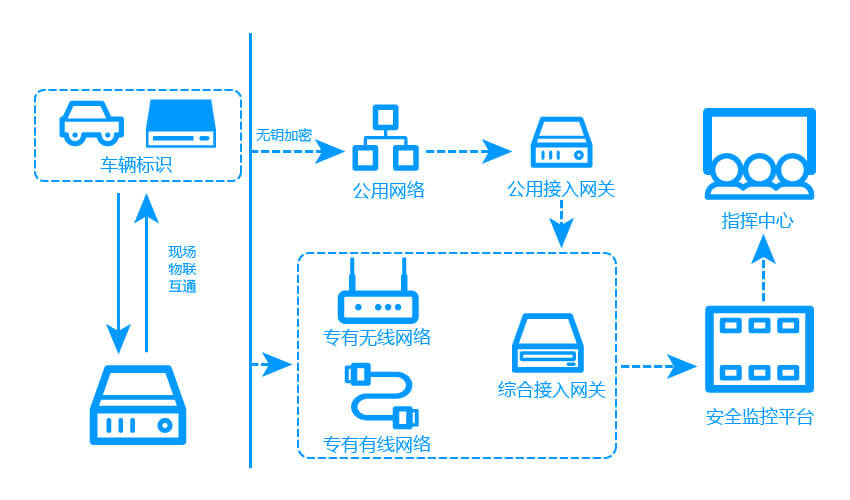 无钥加密
车辆标识
公用网络
公用接入网关
指挥中心
现场
物联
互通
专有无线网络
综合接入网关
安全监控平台
专有有线网络